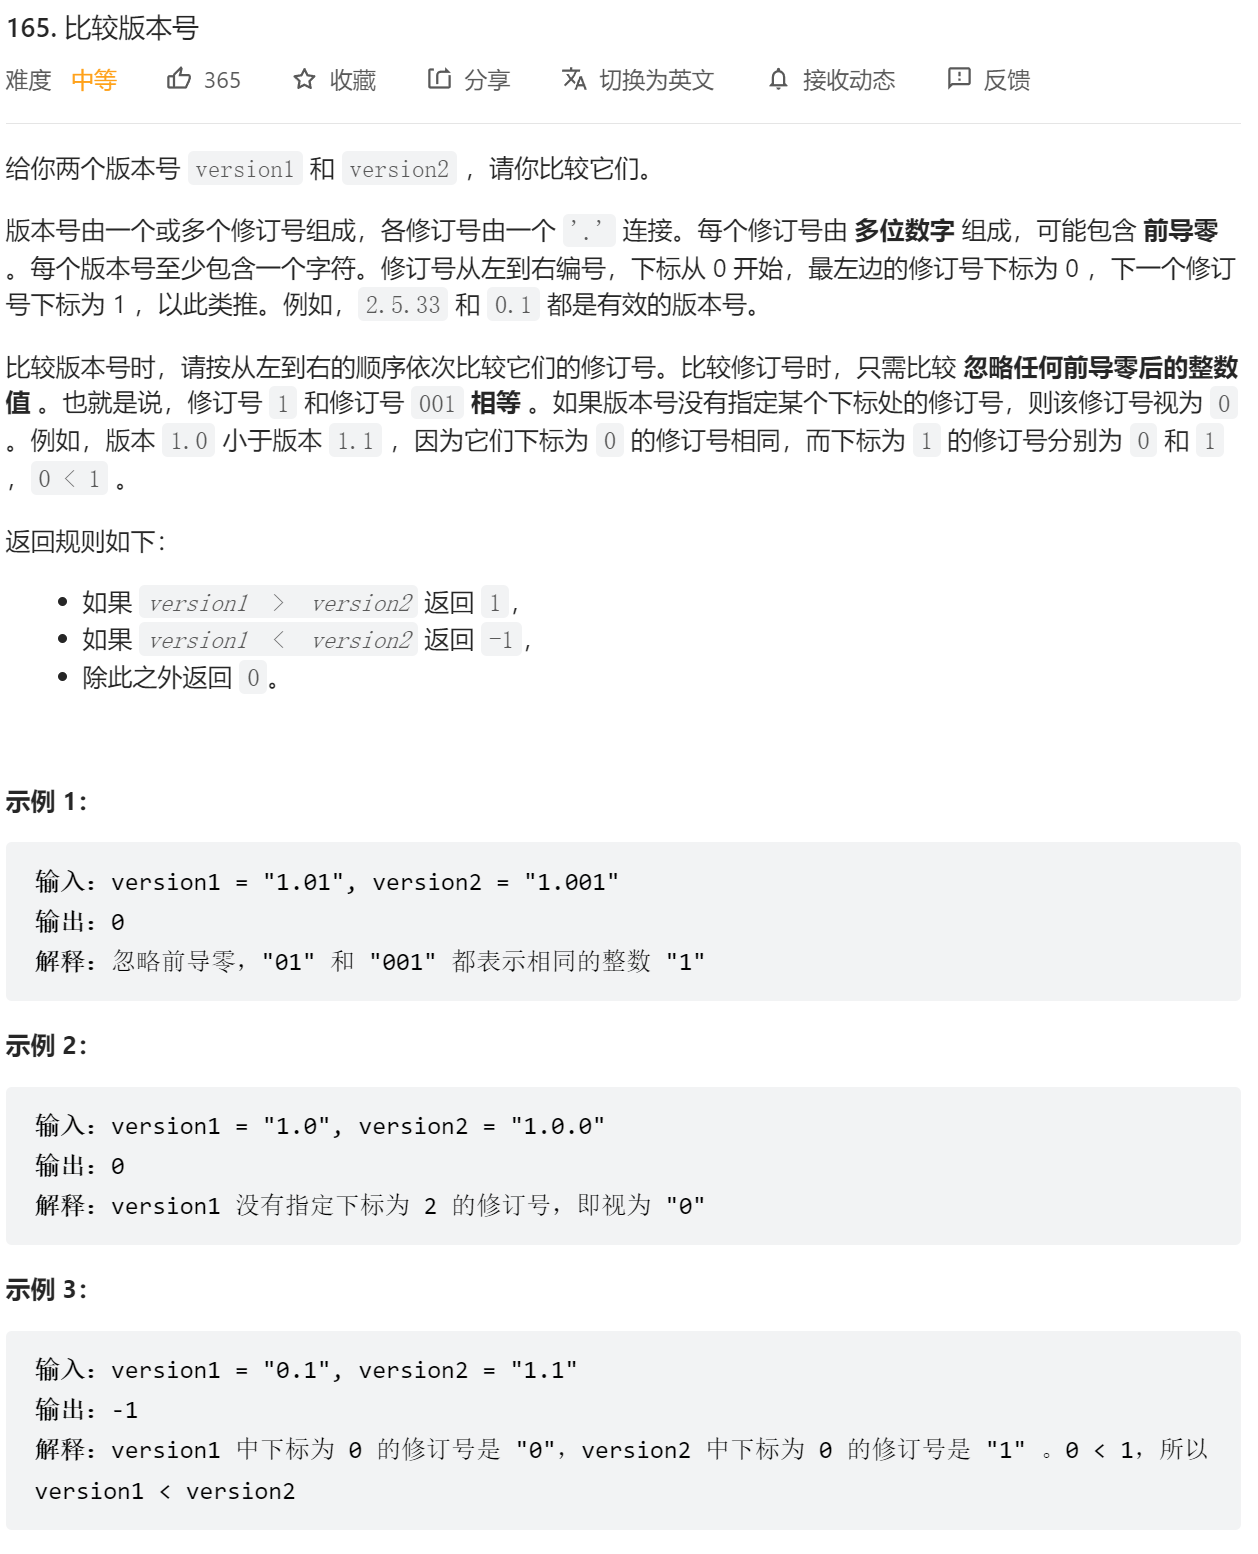 165. 比较版本号
难度 中等 365 收藏 分享 切换为英文 接收动态 反馈
给你两个版本号 version1 和 version2 ，请你比较它们。
版本号由一个或多个修订号组成，各修订号由一个 '.' 连接。每个修订号由 多位数字 组成，可能包含 前导零
。每个版本号至少包含一个字符。修订号从左到右编号，下标从 0 开始，最左边的修订号下标为 0 ，下一个修订
号下标为 1 ，以此类推。例如，2.5.33 和 0.1 都是有效的版本号。
比较版本号时，请按从左到右的顺序依次比较它们的修订号。比较修订号时，只需比较 忽略任何前导零后的整数
值 。也就是说，修订号 1 和修订号 001 相等 。如果版本号没有指定某个下标处的修订号，则该修订号视为 0
。例如，版本 1.0 小于版本 1.1 ，因为它们下标为 0 的修订号相同，而下标为 1 的修订号分别为 0 和 1
，0 < 1 。
返回规则如下：
• 如果 version1 > version2 返回 1，
• 如果 version1 < version2 返回 -1，
• 除此之外返回 0。
示例 1：
输入：version1 = "1.01", version2 = "1.001"
输出：0
解释：忽略前导零，"01" 和 "001" 都表示相同的整数 "1"
示例 2：
输入：version1 = "1.0", version2 = "1.0.0"
输出：0
解释：version1 没有指定下标为 2 的修订号，即视为 "0"
示例 3：
输入：version1 = "0.1", version2 = "1.1"
输出：-1
解释：version1 中下标为 0 的修订号是 "0"，version2 中下标为 0 的修订号是 "1" 。0 < 1，所以
version1 < version2